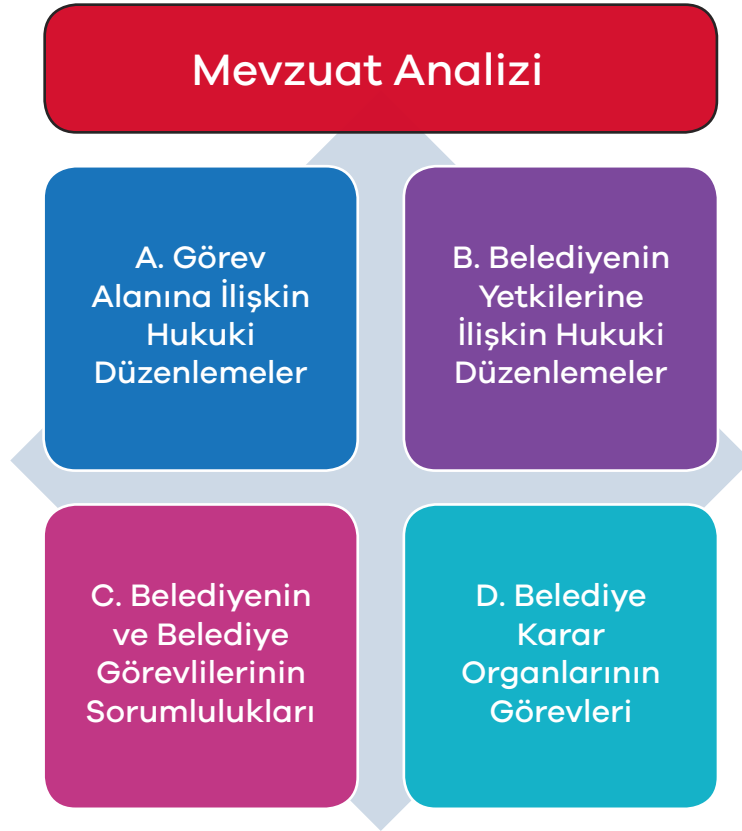 Mevzuat Analizi
A. Görev
Alanına İlişkin
Hukuki
Düzenlemeler
B. Belediyenin
Yetkilerine
İlişkin Hukuki
Düzenlemeler
C. Belediyenin
ve Belediye
Görevlilerinin
Sorumlulukları
D. Belediye
Karar
Organlarının
Görevleri